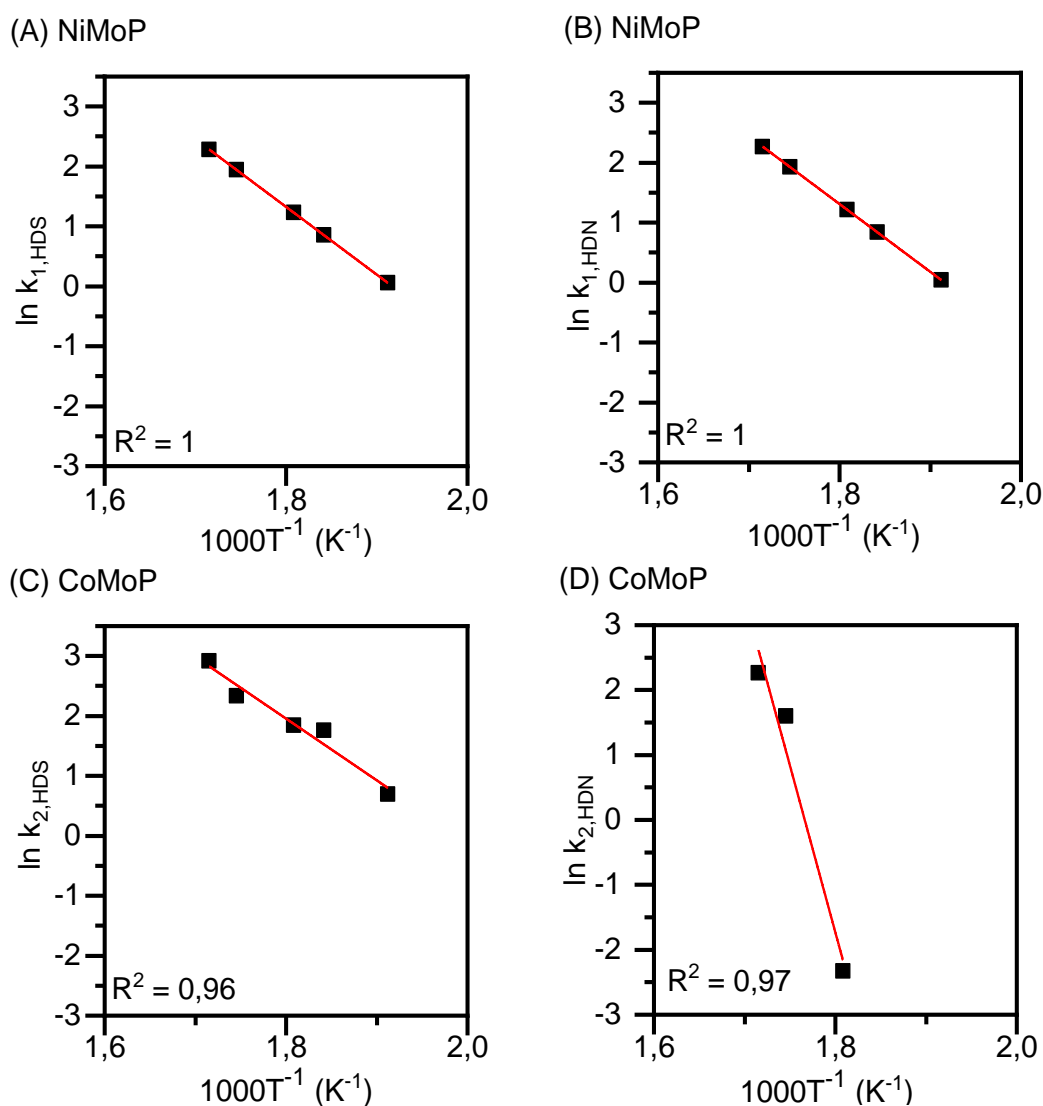 (A) NiMoP
3
2
1
0
-1
-2
-3
ln k1,HDS
R2 = 1
1,6
1,8
2,0
1000T-1 (K-1)
(B) NiMoP
3
2
1
0
-1
-2
-3
ln k1,HDN
R2 = 1
1,6
1,8
2,0
1000T-1 (K-1)
(C) CoMoP
3
2
1
0
-1
-2
-3
ln k2,HDS
R2 = 0,96
1,6
1,8
2,0
1000T-1 (K-1)
(D) CoMoP
3
2
1
0
-1
-2
-3
ln k2,HDN
R2 = 0,97
1,6
1,8
2,0
1000T-1 (K-1)